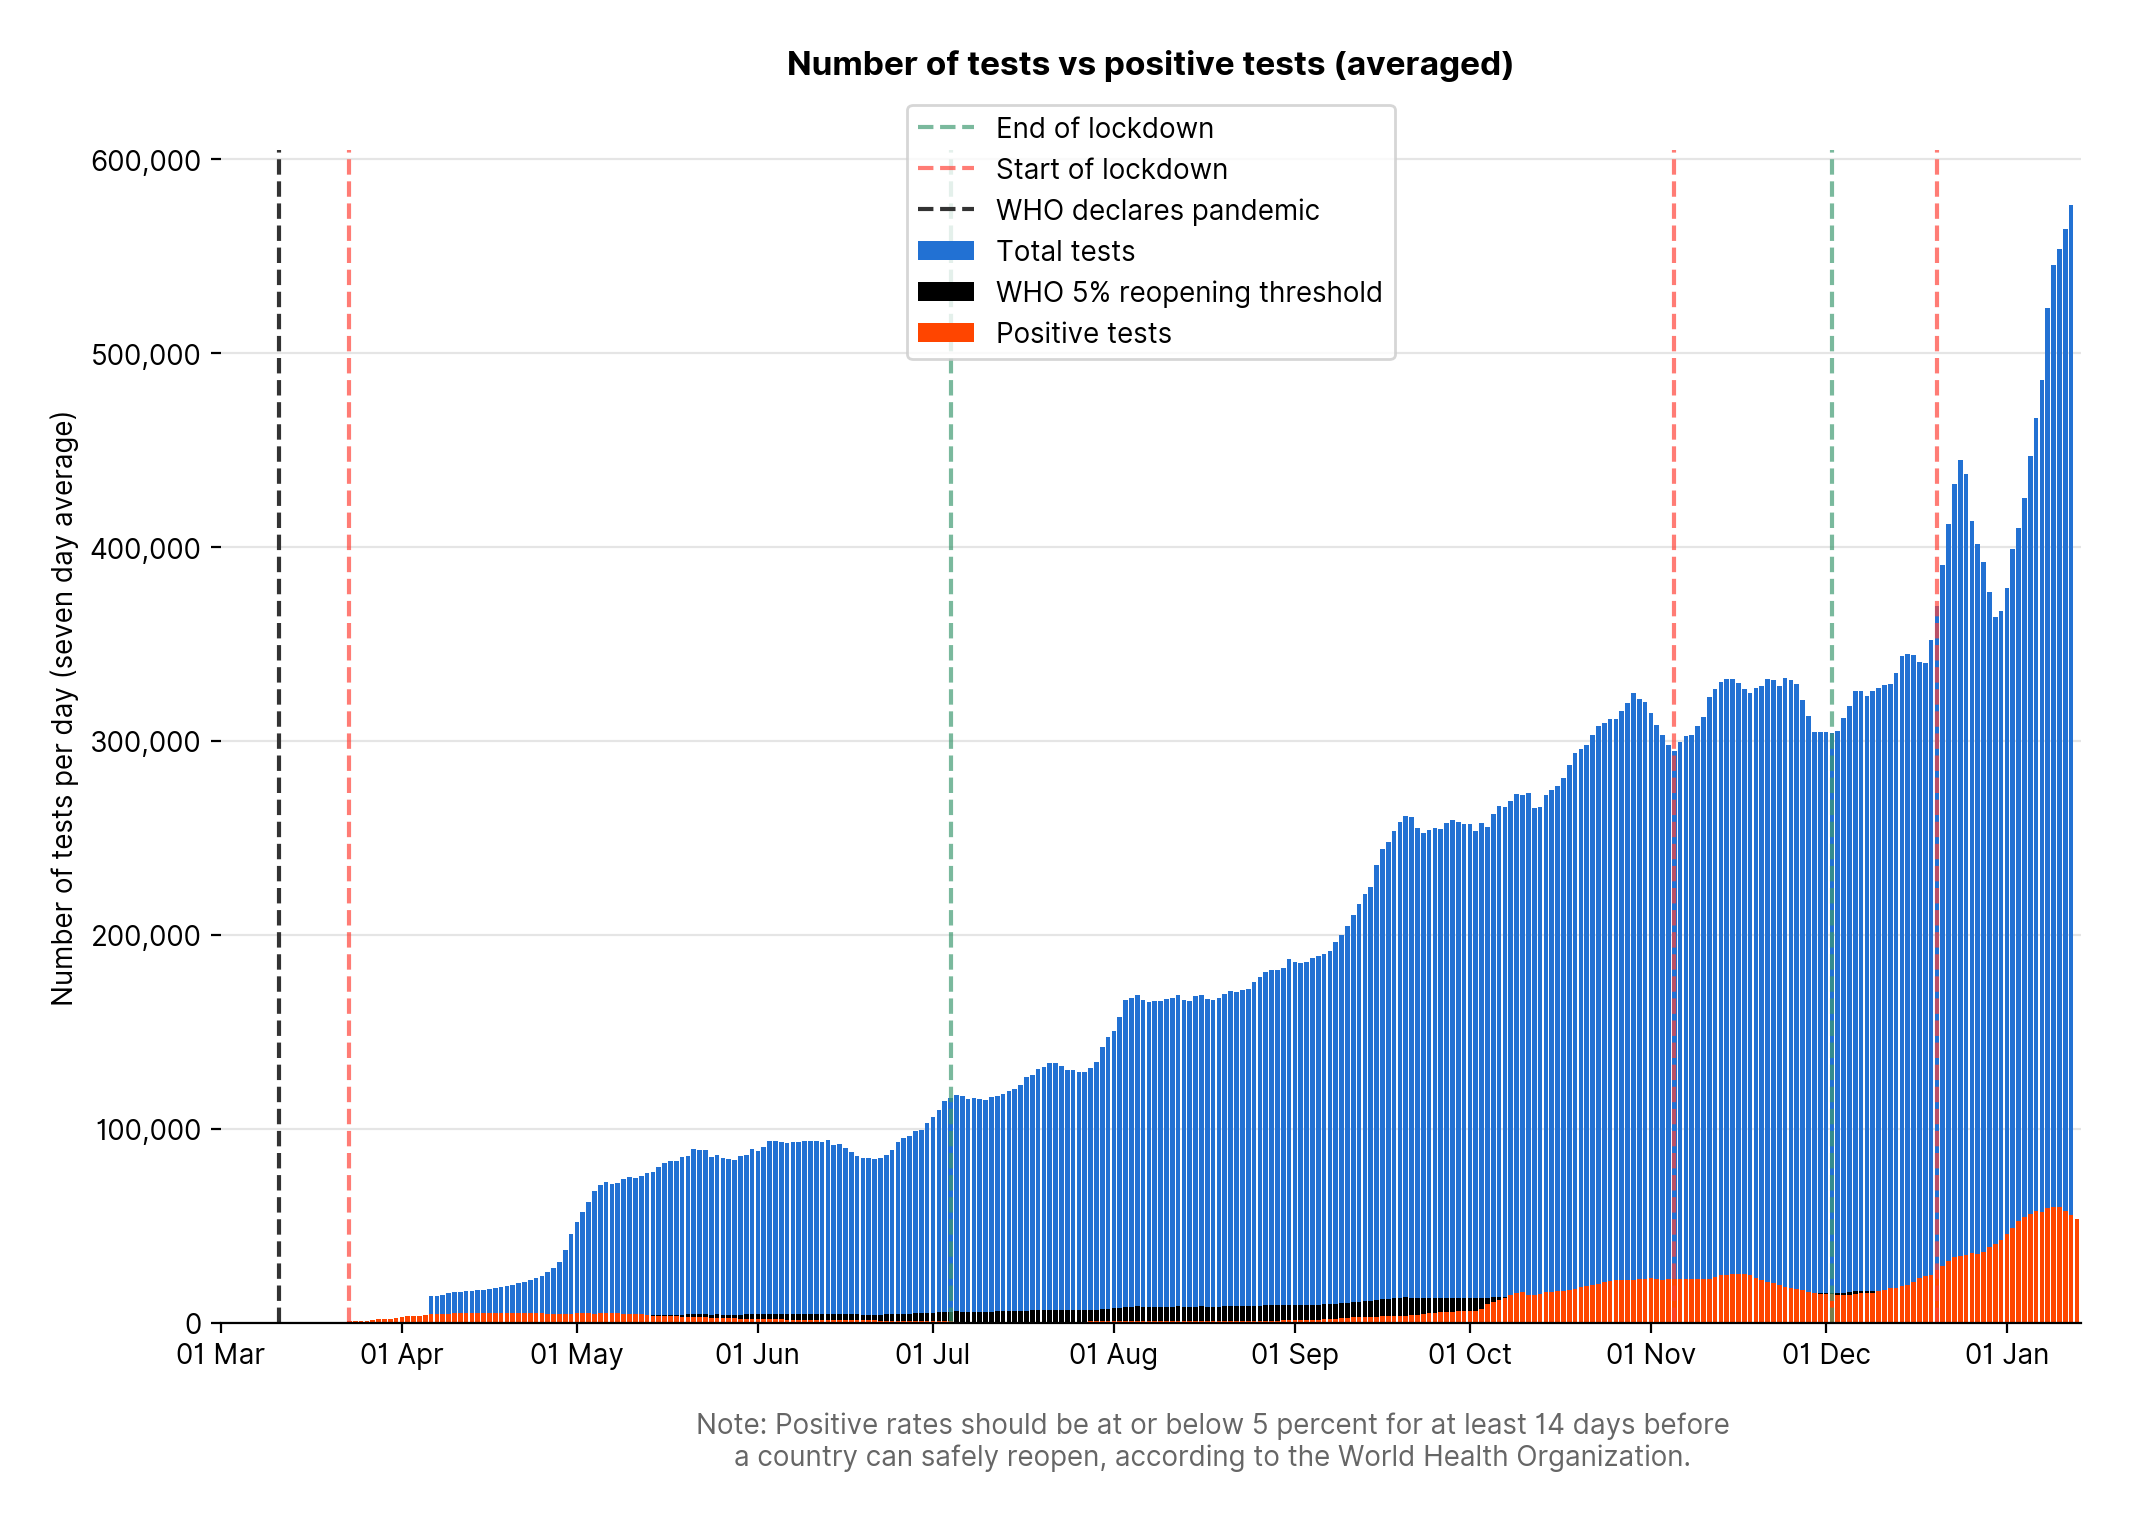 Number of tests vs positive tests (averaged)
End of lockdown
Start of lockdown
WHO declares pandemic
Total tests
WHO 5% reopening threshold
Positive tests
Number of tests per day (seven day average)
600,000
500,000
400,000
300,000
200,000
100,000
0
01 Mar
01 Apr
01 May
01 Jun
01 Jul
01 Aug
01 Sep
01 Oct
01 Nov
01 Dec
01 Jan
Note: Positive rates should be at or below 5 percent for at least 14 days before
a country can safely reopen, according to the World Health Organization.